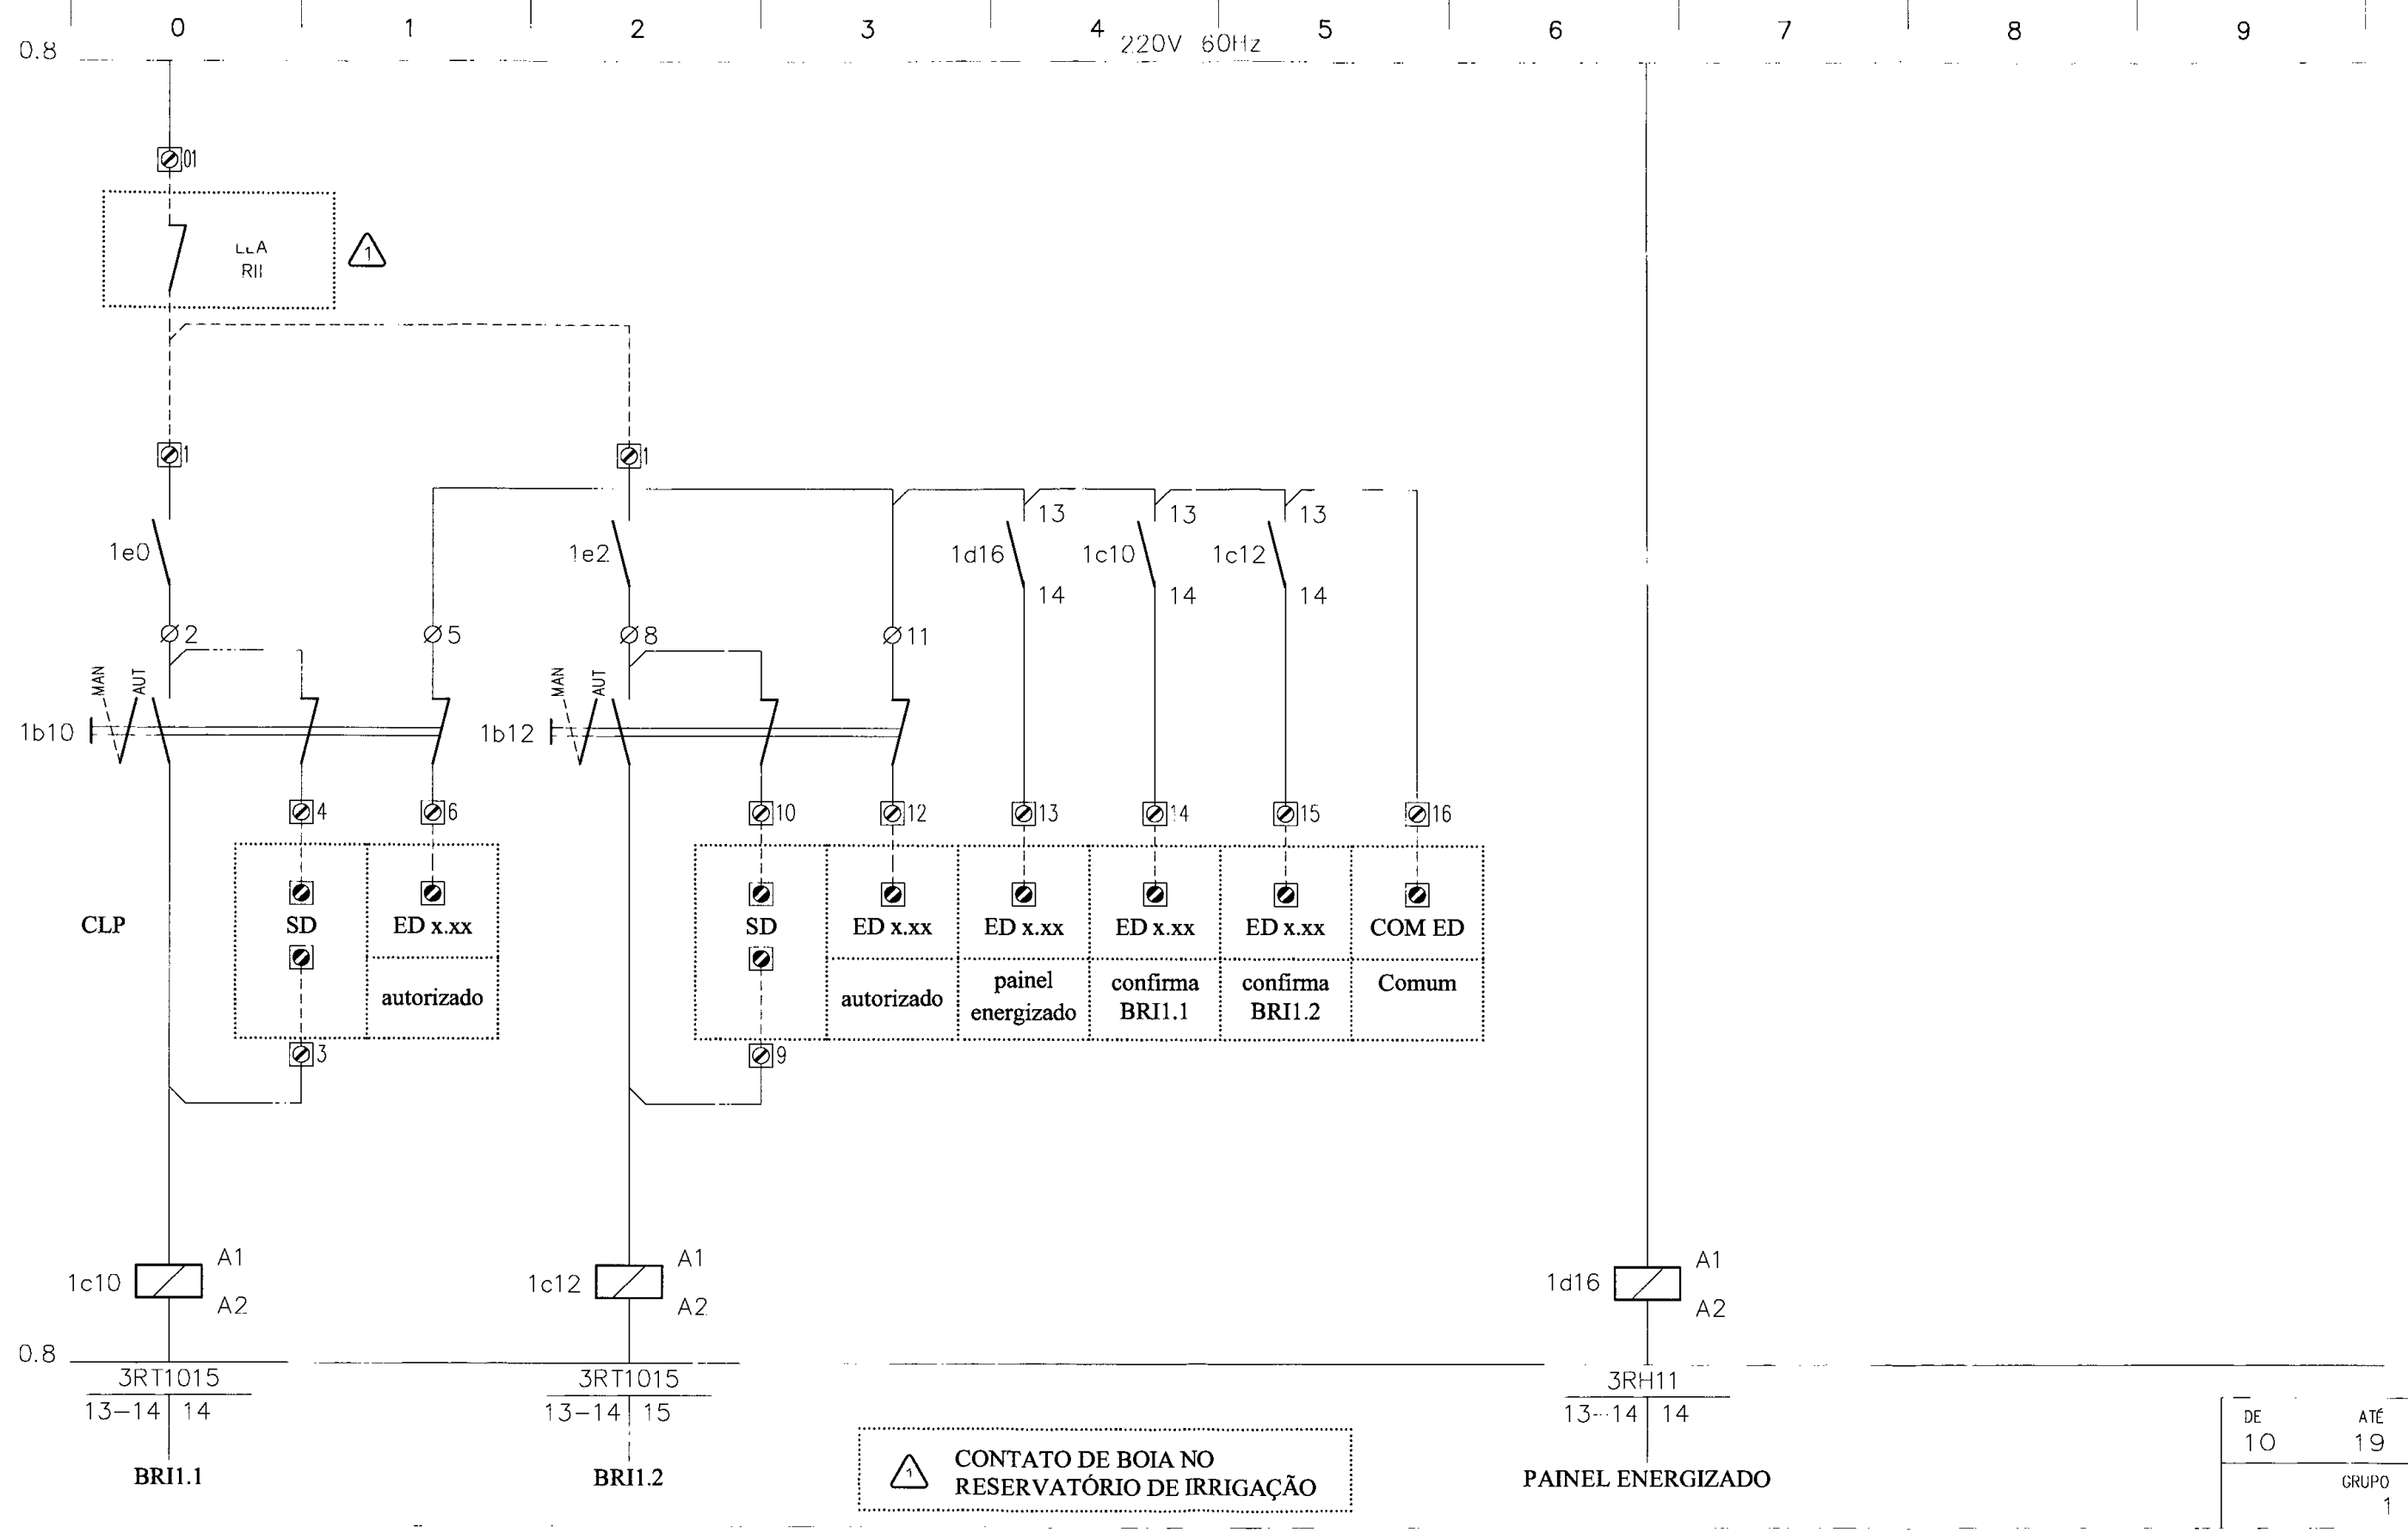 0 1 2 3 4 5 6 7 8 9
0.8
220V 60Hz
01
RII
1
1 1
13 13 13
1e0 1e2 1d16 1c10 1c12
14 14 14
2 5 8 11
MAN AUT MAN AUT
1b10 1b12
4 6 10 12 13 14 15 16
CLP SD ED x.xx SD ED x.xx ED x.xx ED x.xx ED x.xx COM ED
autorizado autorizado painel energizado confirma BRI1.1 confirma BRI1.2 Comum
3 9
A1 A1 A1
1c10 1c12 1d16
A2 A2 A2
0.8
3RT1015 3RT1015 3RH11
13-14 14 13-14 15 13-14 14
BRI1.1 BRI1.2 PAINEL ENERGIZADO
1 CONTATO DE BOIA NO
RESERVATÓRIO DE IRRIGAÇÃO
DE ATÉ
10 19
GRUPO
1